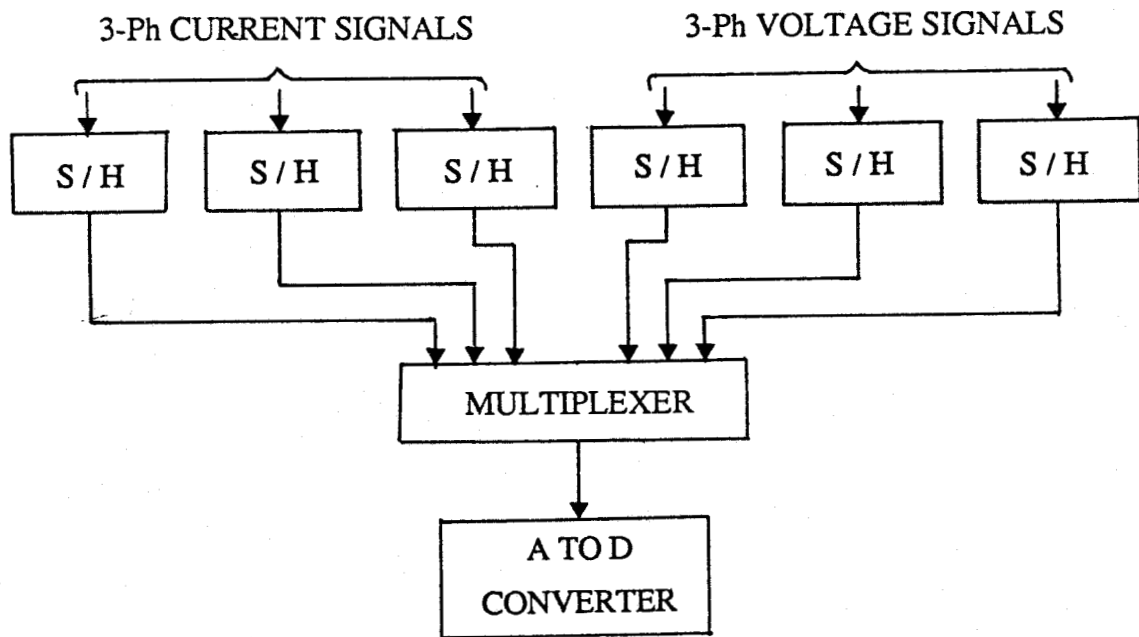 3-Ph CURRENT SIGNALS
3-Ph VOLTAGE SIGNALS
S / H
S / H
S / H
S / H
S / H
S / H
MULTIPLEXER
A TO D
CONVERTER